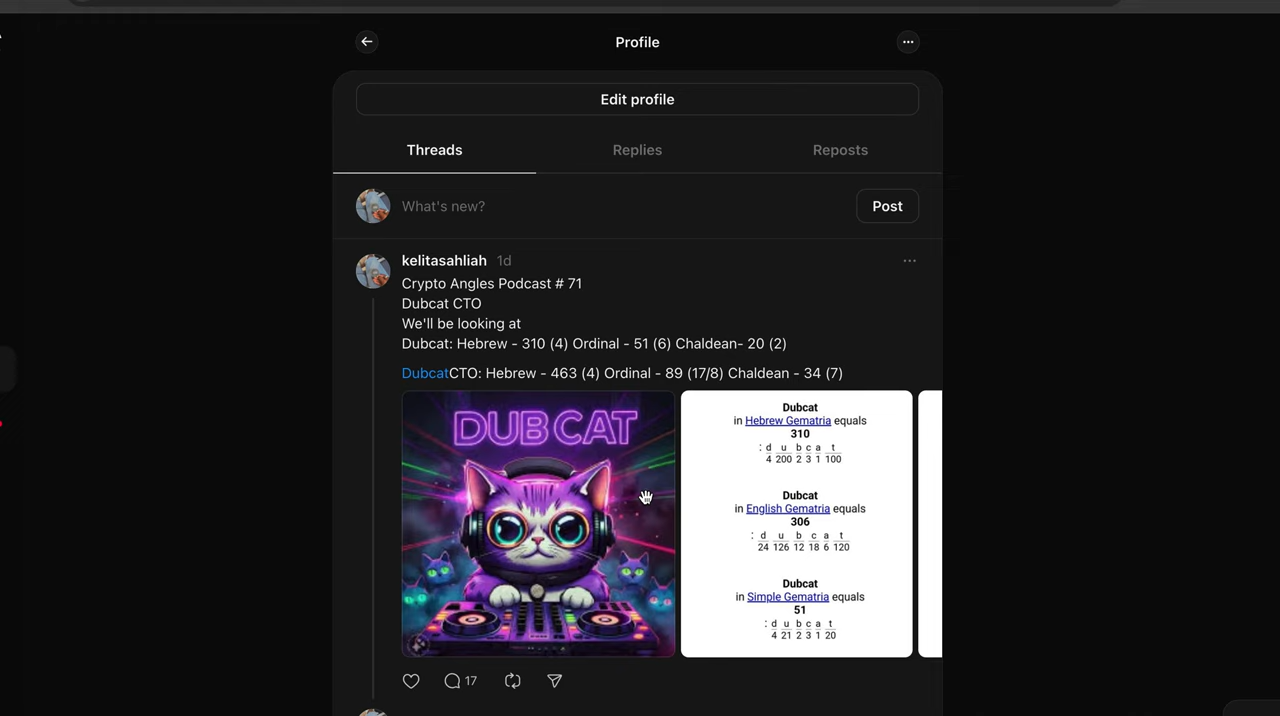 Profile
Edit profile
Threads
Replies
Reposts
What's new?
Post
kelitasahliah 1d
Crypto Angles Podcast # 71
Dubcat CTO
We'll be looking at
Dubcat: Hebrew - 310 (4) Ordinal - 51 (6) Chaldean- 20 (2)
DubcatCTO: Hebrew - 463 (4) Ordinal - 89 (17/8) Chaldean - 34 (7)
DUB CAT
Dubcat
in Hebrew Gematria equals
310
: d u b c a t
4 200 2 3 1 100
Dubcat
in English Gematria equals
306
: d u b c a t
24 126 12 18 6 120
Dubcat
in Simple Gematria equals
51
: d u b c a t
4 21 2 3 1 20
17